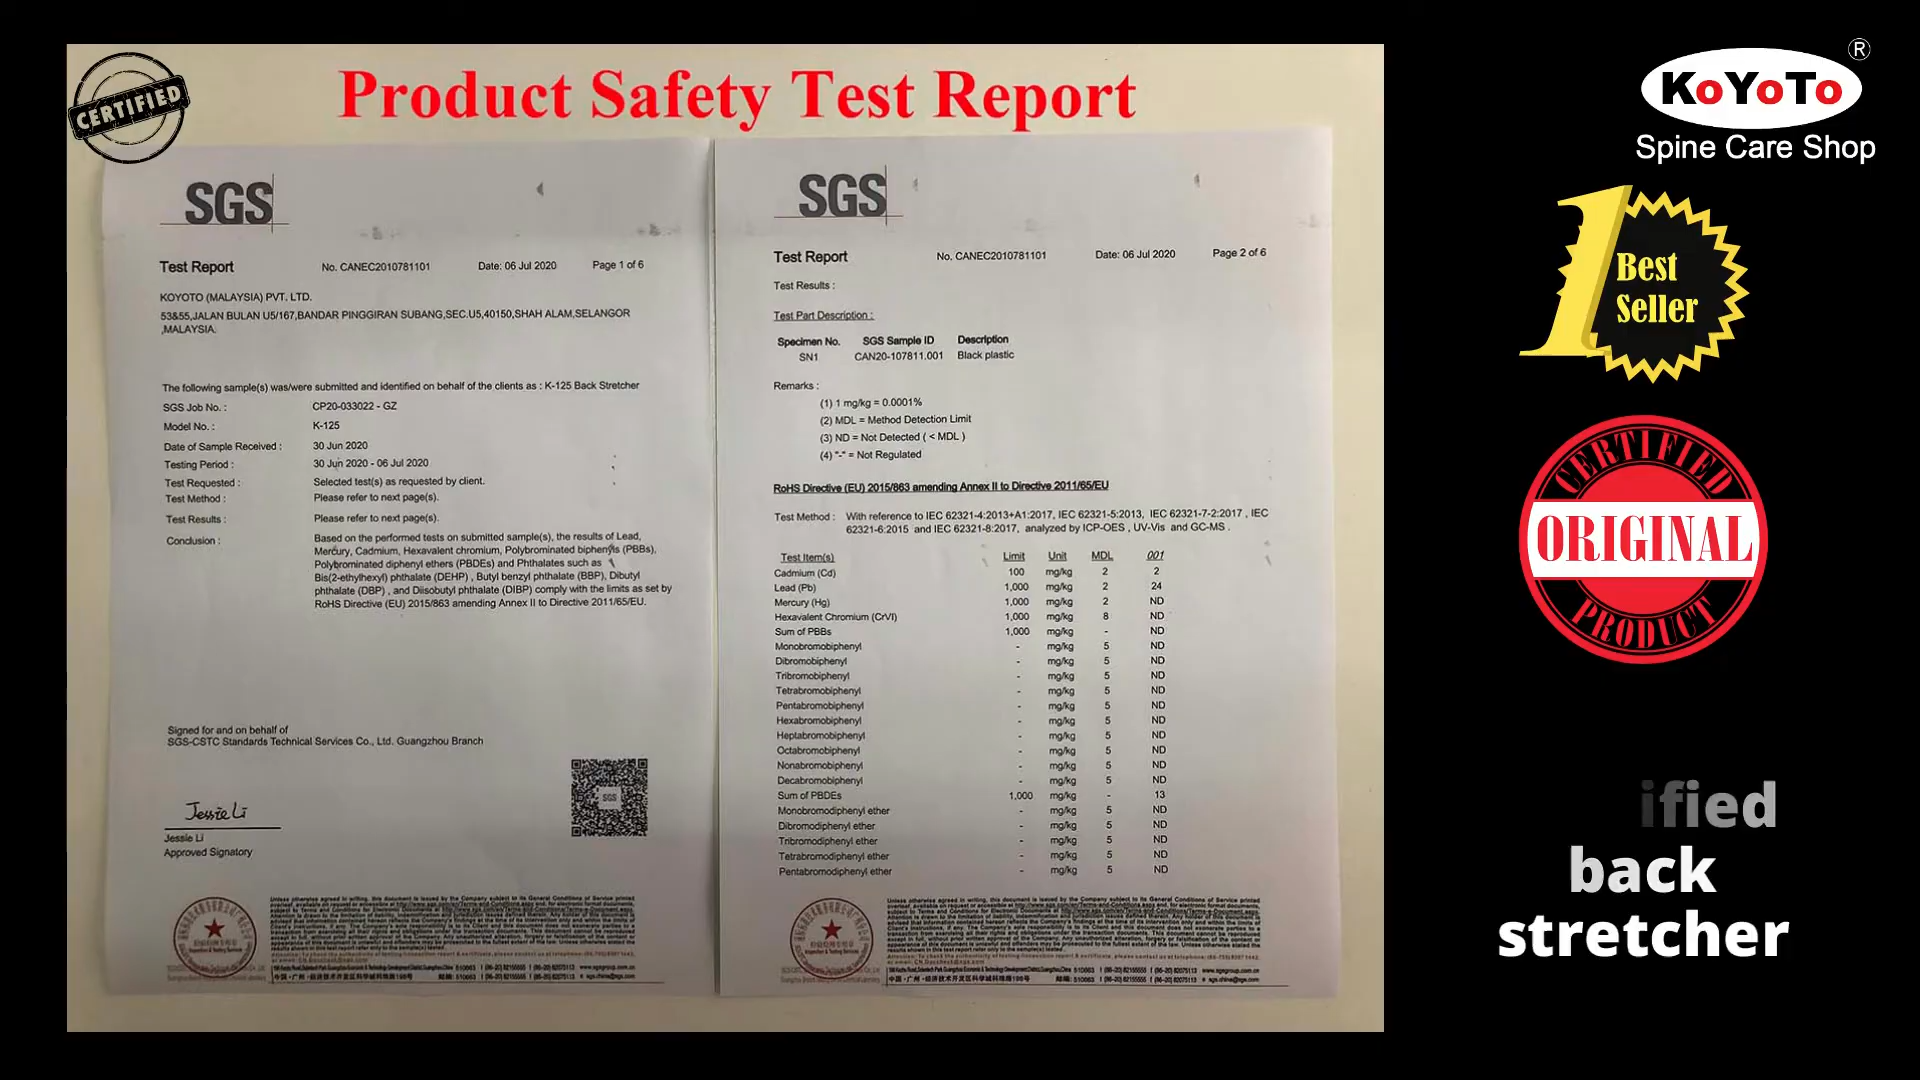 Product Safety Test Report
CERTIFIED
SGS
Test Report No. CANEC2010781101 Date: 06 Jul 2020 Page 1 of 6
KOYOTO (MALAYSIA) PVT. LTD.
53&55,JALAN BULAN U5/167,BANDAR PINGGIRAN SUBANG,SEC.U5,40150,SHAH ALAM,SELANGOR
,MALAYSIA.
The following sample(s) was/were submitted and identified on behalf of the clients as : K-125 Back Stretcher
SGS Job No. : CP20-033022 - GZ
Model No. : K-125
Date of Sample Received : 30 Jun 2020
Testing Period : 30 Jun 2020 - 06 Jul 2020
Test Requested : Selected test(s) as requested by client.
Test Method : Please refer to next page(s).
Test Results : Please refer to next page(s).
Conclusion : Based on the performed tests on submitted sample(s), the results of Lead,
Mercury, Cadmium, Hexavalent chromium, Polybrominated biphenyls (PBBs),
Polybrominated diphenyl ethers (PBDEs) and Phthalates such as
Bis(2-ethylhexyl) phthalate (DEHP) , Butyl benzyl phthalate (BBP), Dibutyl
phthalate (DBP) , and Diisobutyl phthalate (DIBP) comply with the limits as set by
RoHS Directive (EU) 2015/863 amending Annex II to Directive 2011/65/EU.
Signed for and on behalf of
SGS-CSTC Standards Technical Services Co., Ltd. Guangzhou Branch
Jessie Li
Jessie Li
Approved Signatory
SGS
SGS
Test Report No. CANEC2010781101 Date: 06 Jul 2020 Page 2 of 6
Test Results :
Test Part Description :
Specimen No. SGS Sample ID Description
SN1 CAN20-107811.001 Black plastic
Remarks :
(1) 1 mg/kg = 0.0001%
(2) MDL = Method Detection Limit
(3) ND = Not Detected ( < MDL )
(4) "-" = Not Regulated
RoHS Directive (EU) 2015/863 amending Annex II to Directive 2011/65/EU
Test Method : With reference to IEC 62321-4:2013+A1:2017, IEC 62321-5:2013, IEC 62321-7-2:2017 , IEC
62321-6:2015 and IEC 62321-8:2017, analyzed by ICP-OES , UV-Vis and GC-MS .
Test Item(s) Limit Unit MDL 001
Cadmium (Cd) 100 mg/kg 2 2
Lead (Pb) 1,000 mg/kg 2 24
Mercury (Hg) 1,000 mg/kg 2 ND
Hexavalent Chromium (CrVI) 1,000 mg/kg 8 ND
Sum of PBBs 1,000 mg/kg - ND
Monobromobiphenyl - mg/kg 5 ND
Dibromobiphenyl - mg/kg 5 ND
Tribromobiphenyl - mg/kg 5 ND
Tetrabromobiphenyl - mg/kg 5 ND
Pentabromobiphenyl - mg/kg 5 ND
Hexabromobiphenyl - mg/kg 5 ND
Heptabromobiphenyl - mg/kg 5 ND
Octabromobiphenyl - mg/kg 5 ND
Nonabromobiphenyl - mg/kg 5 ND
Decabromobiphenyl - mg/kg 5 ND
Sum of PBDEs 1,000 mg/kg - 13
Monobromodiphenyl ether - mg/kg 5 ND
Dibromodiphenyl ether - mg/kg 5 ND
Tribromodiphenyl ether - mg/kg 5 ND
Tetrabromodiphenyl ether - mg/kg 5 ND
Pentabromodiphenyl ether - mg/kg 5 ND
KoYoTo ®
Spine Care Shop
1 Best
Seller
CERTIFIED
ORIGINAL
PRODUCT
ified
back
stretcher